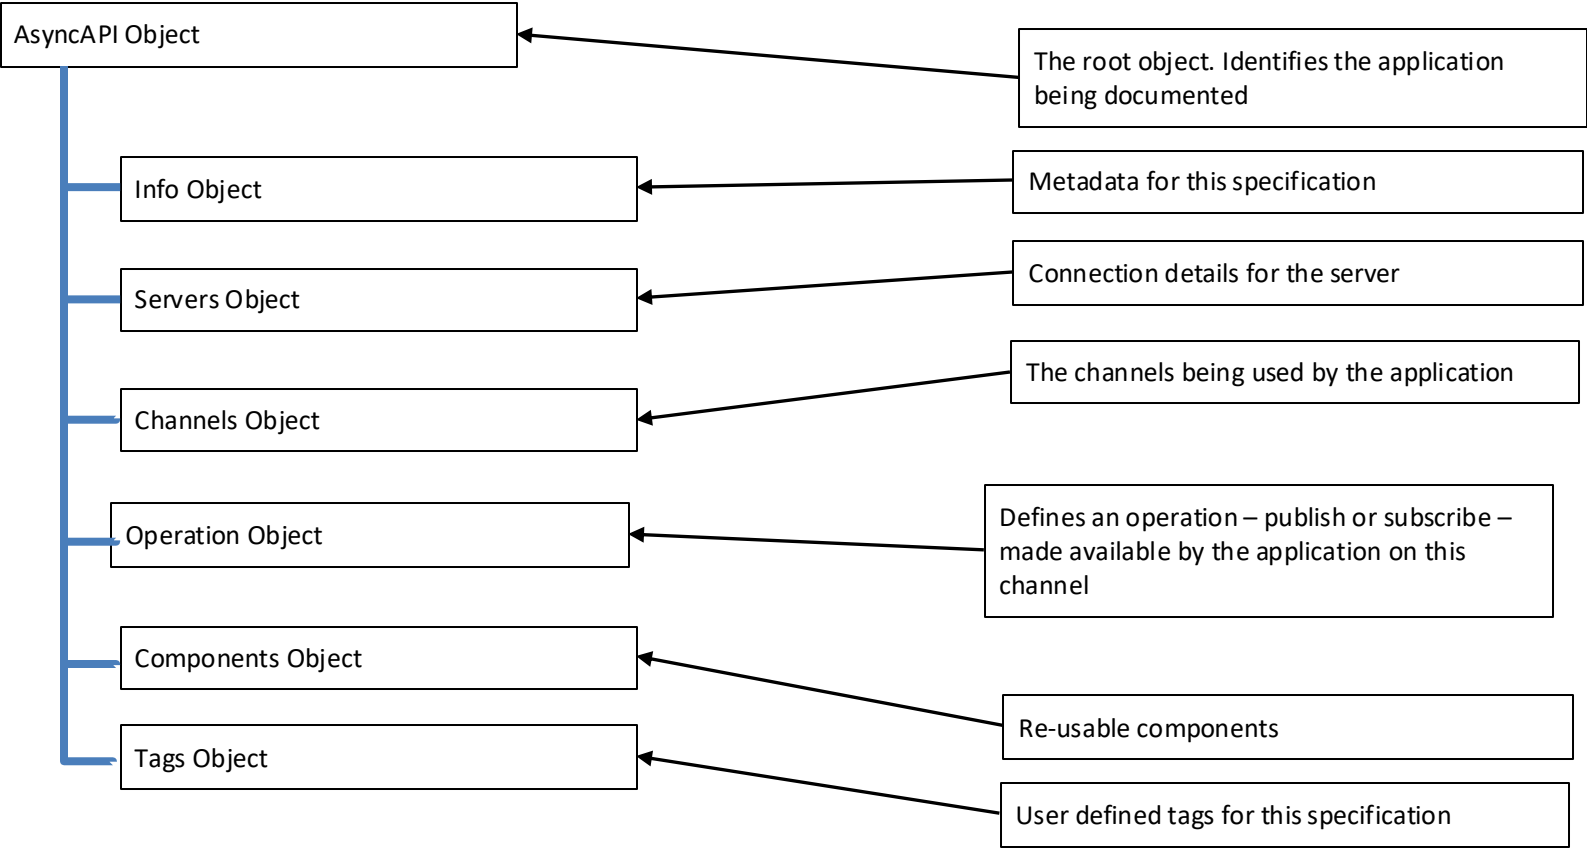 AsyncAPI Object
The root object. Identifies the application
being documented
Info Object
Metadata for this specification
Servers Object
Connection details for the server
Channels Object
The channels being used by the application
Operation Object
Defines an operation – publish or subscribe –
made available by the application on this
channel
Components Object
Re-usable components
Tags Object
User defined tags for this specification